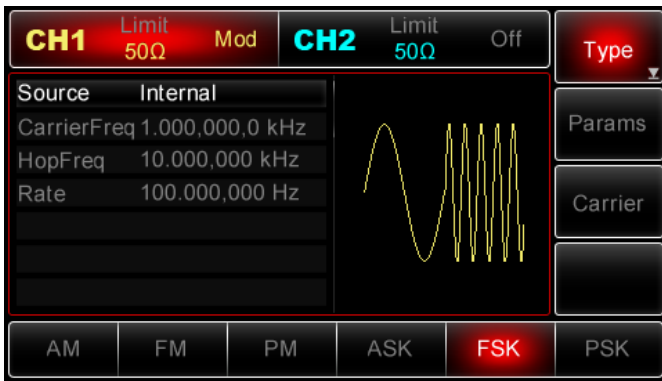 CH1 Limit 50Ω Mod CH2 Limit 50Ω Off Type
Source Internal
CarrierFreq 1.000,000,0 kHz
HopFreq 10.000,000 kHz
Rate 100.000,000 Hz
Params
Carrier
AM FM PM ASK FSK PSK